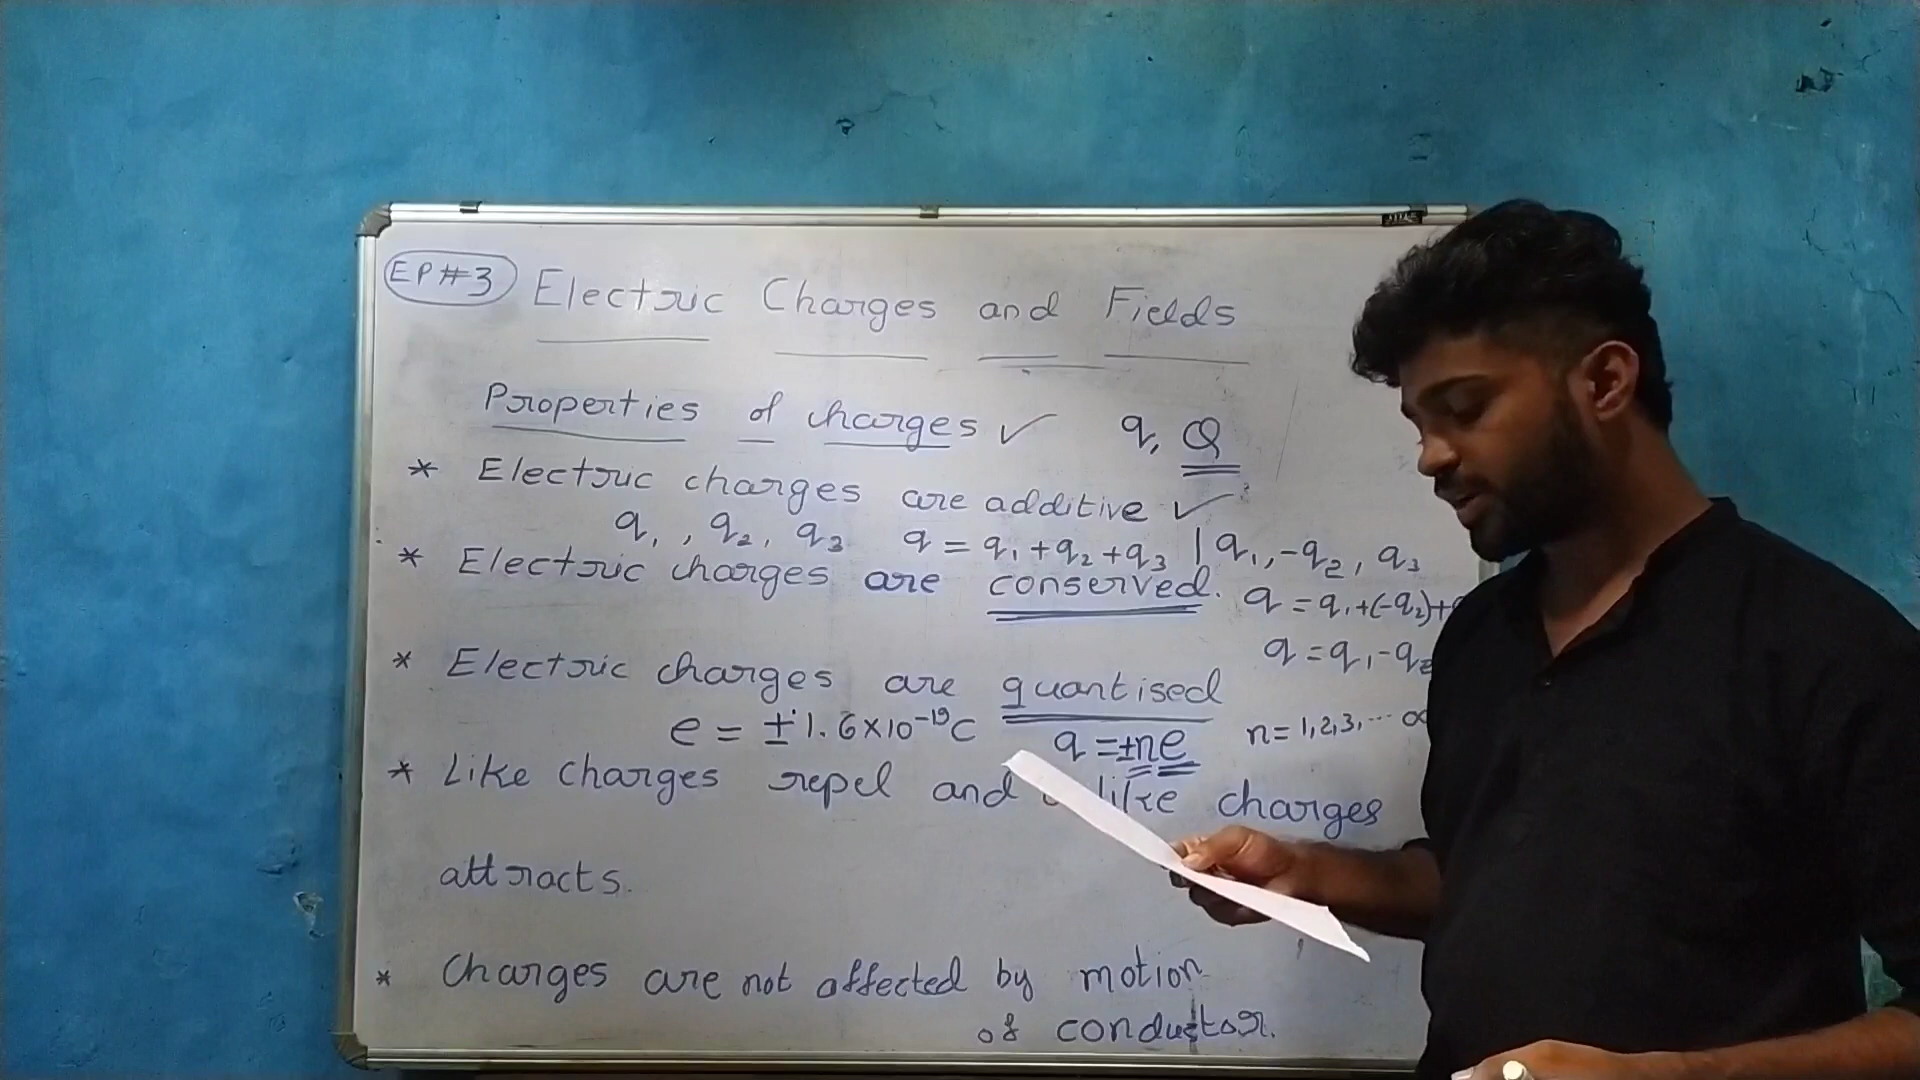 EP#3 Electric Charges and Fields
Properties of charges ✓ q, Q
* Electric charges are additive ✓
q₁, q₂, q₃ q = q₁+q₂+q₃ | q₁, -q₂, q₃
* Electric charges are conserved. q = q₁+(-q₂)+
q = q₁-q₂
* Electric charges are quantised
e = ±1.6×10⁻¹⁹C q = ±ne n = 1,2,3,... ∞
* Like charges repel and like charges
attracts.
* Charges are not affected by motion
of conductor.